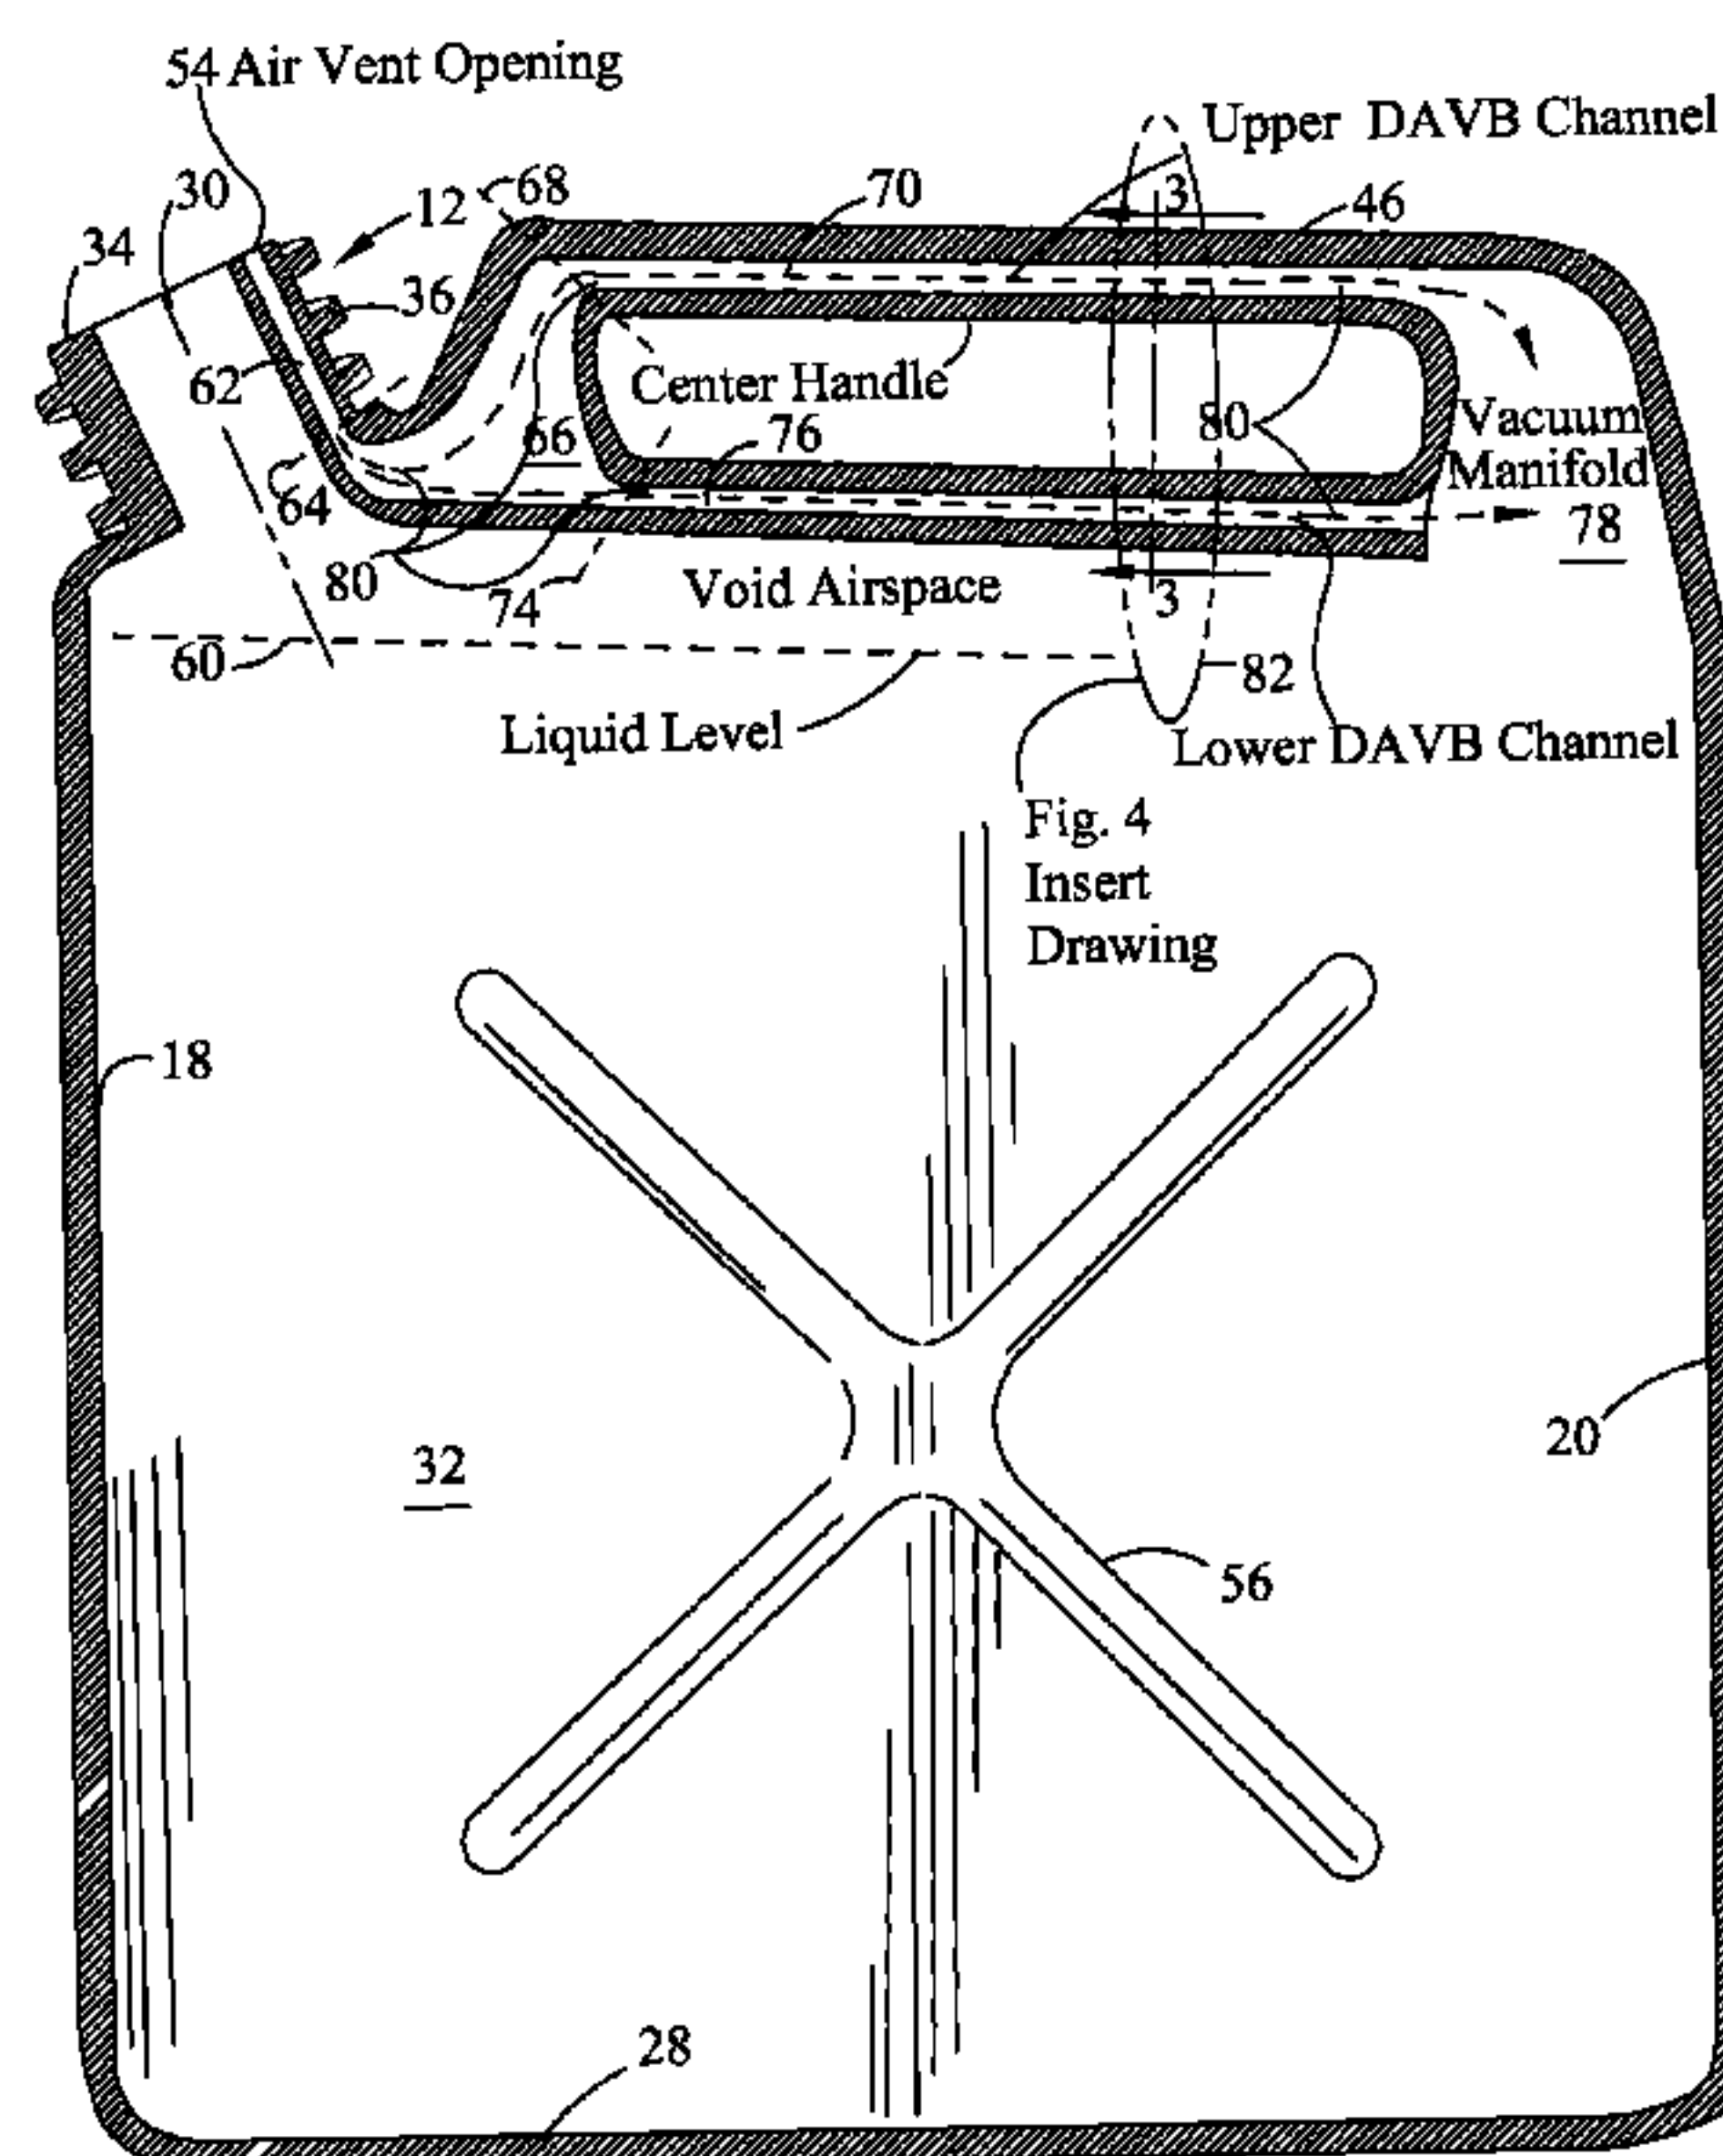 54 Air Vent Opening
Upper DAVB Channel
30
12
68
70
3
46
34
36
62
Center Handle
66
76
80
Vacuum
Manifold
64
78
80
74
Void Airspace
3
60
82
Liquid Level
Lower DAVB Channel
Fig. 4
Insert
Drawing
18
32
20
56
28